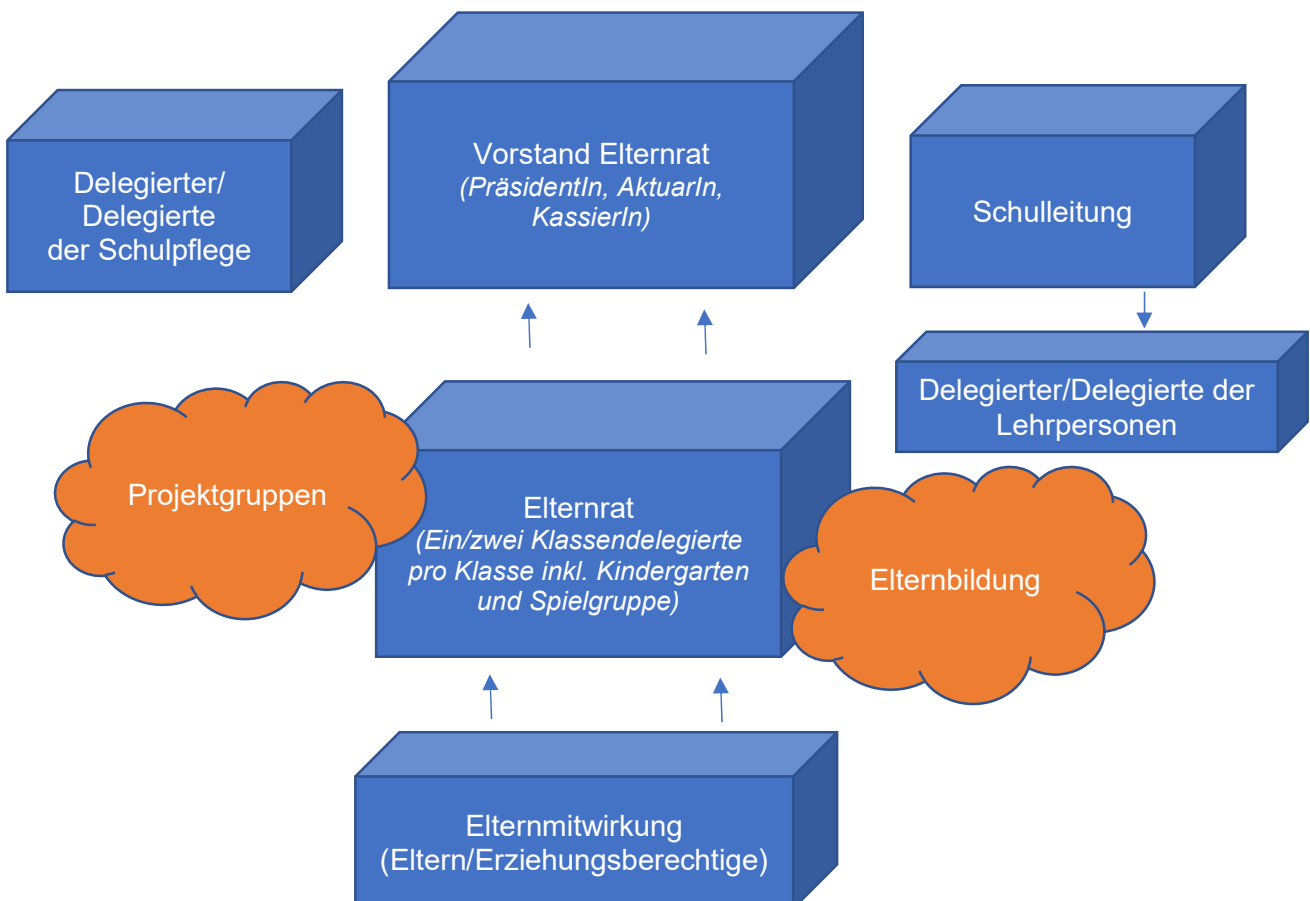 Delegierter/
Delegierte
der Schulpflege
Vorstand Elternrat
(PräsidentIn, AktuarIn,
KassierIn)
Schulleitung
Delegierter/Delegierte der
Lehrpersonen
Projektgruppen
Elternrat
(Ein/zwei Klassendelegierte
pro Klasse inkl. Kindergarten
und Spielgruppe)
Elternbildung
Elternmitwirkung
(Eltern/Erziehungsberechtige)